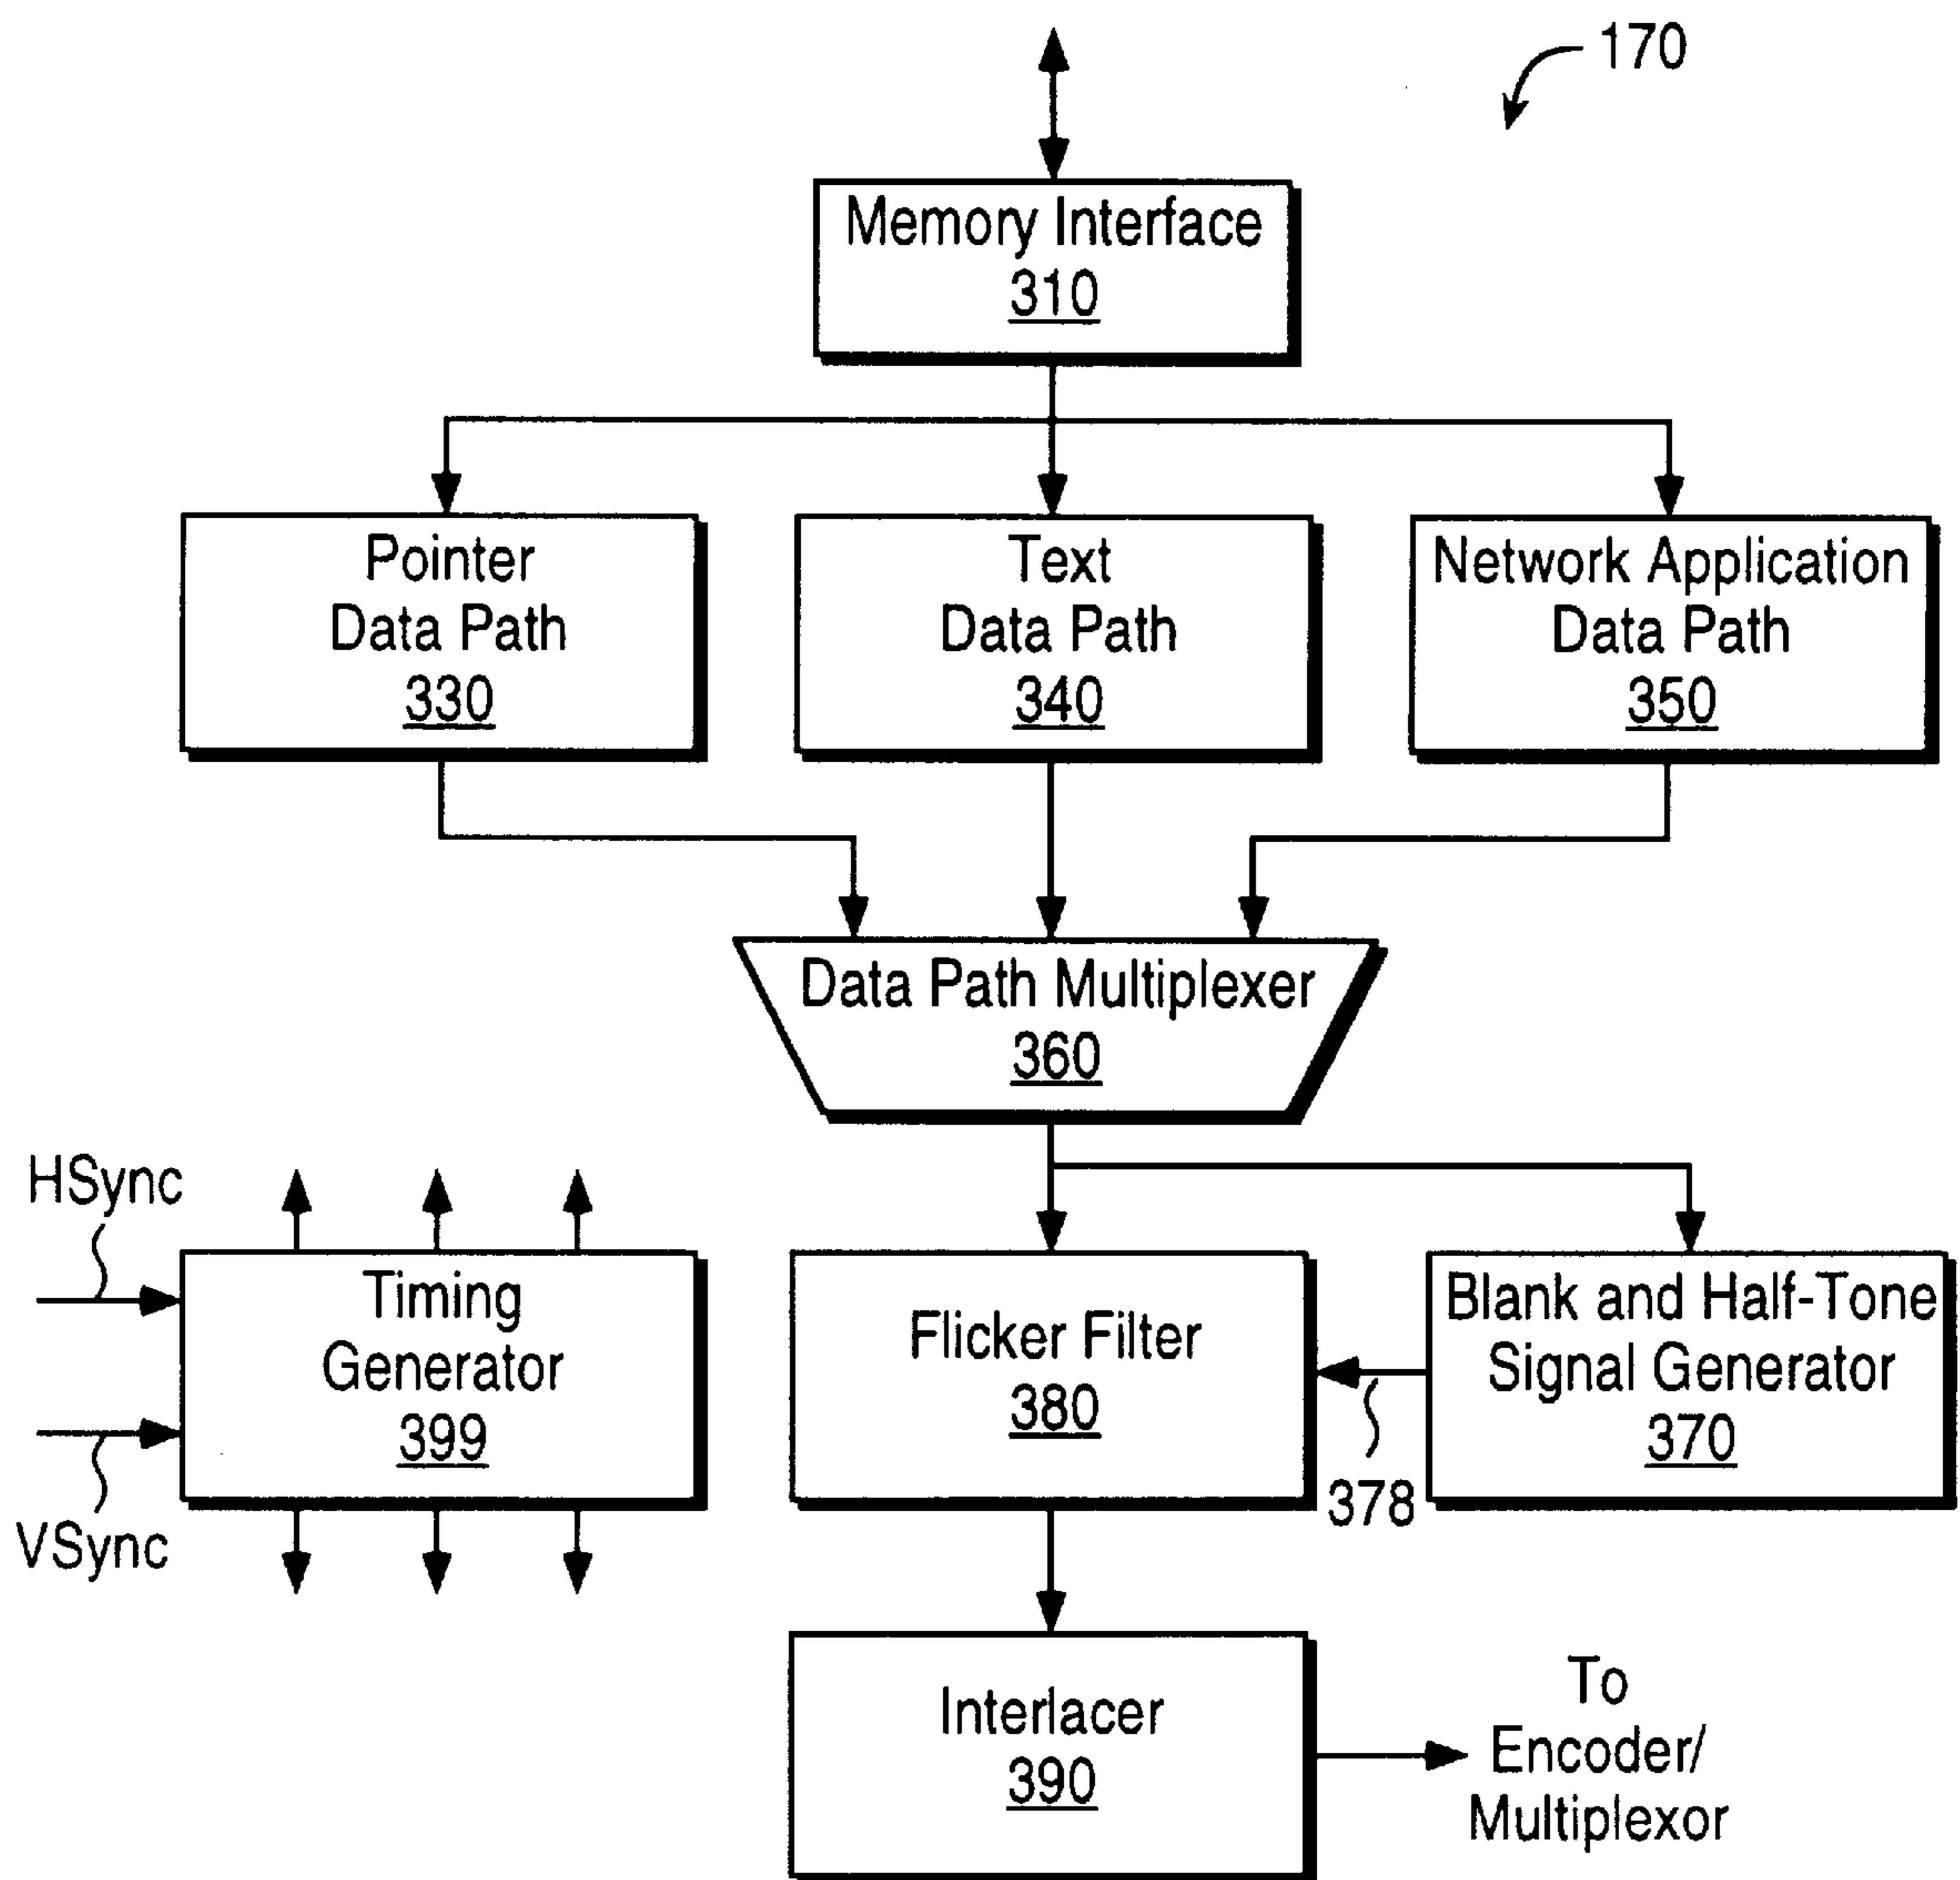 170
Memory Interface
310
Pointer
Data Path
330
Text
Data Path
340
Network Application
Data Path
350
Data Path Multiplexer
360
HSync
VSync
Timing
Generator
399
Flicker Filter
380
378
Blank and Half-Tone
Signal Generator
370
Interlacer
390
To
Encoder/
Multiplexor